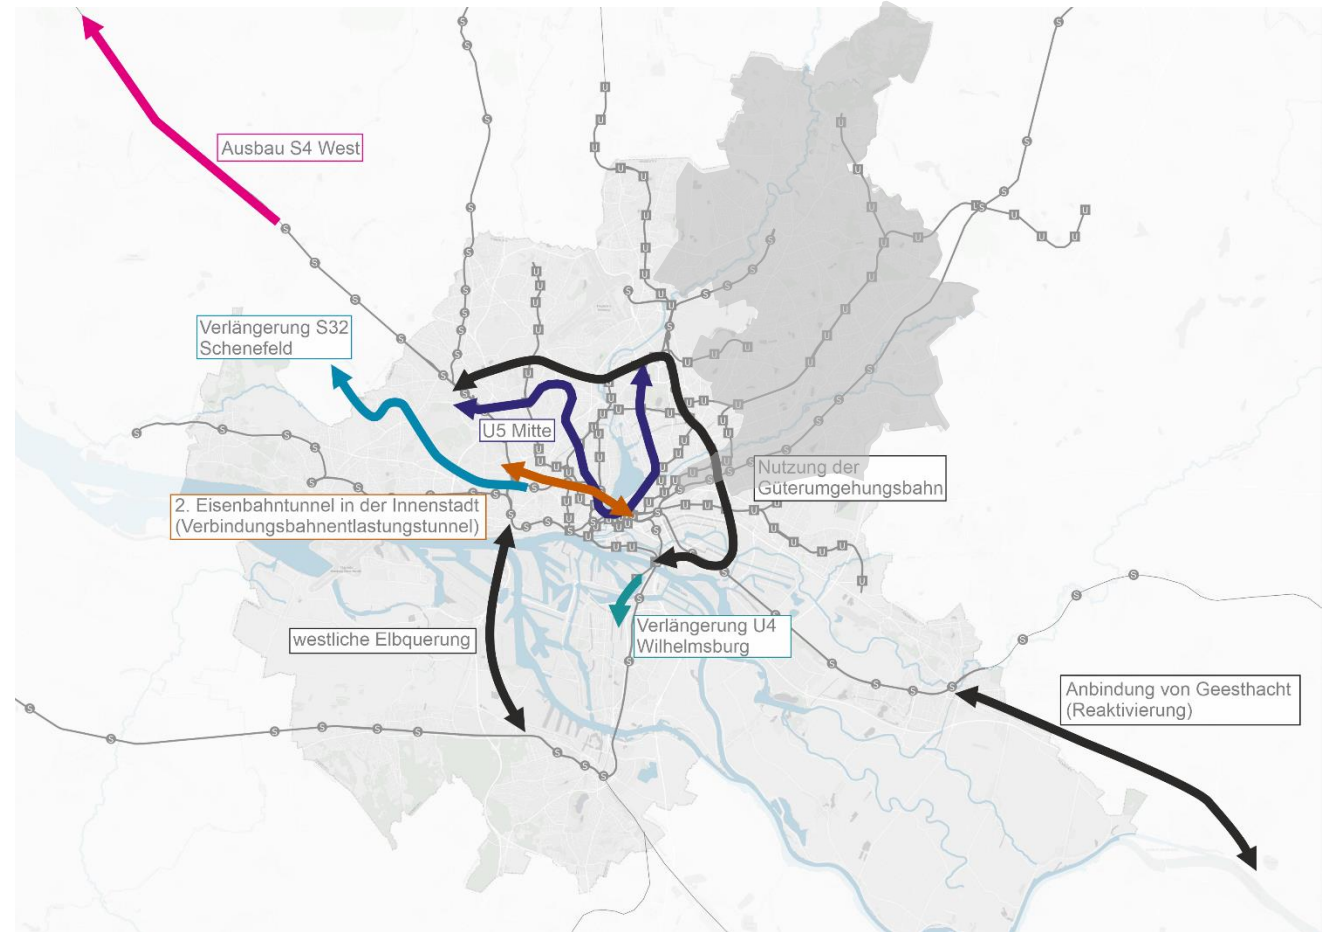 Ausbau S4 West
Verlängerung S32
Schenefeld
U5 Mitte
Nutzung der
Güterumgehungsbahn
2. Eisenbahntunnel in der Innenstadt
(Verbindungsbahnentlastungstunnel)
westliche Elbquerung
Verlängerung U4
Wilhelmsburg
Anbindung von Geesthacht
(Reaktivierung)